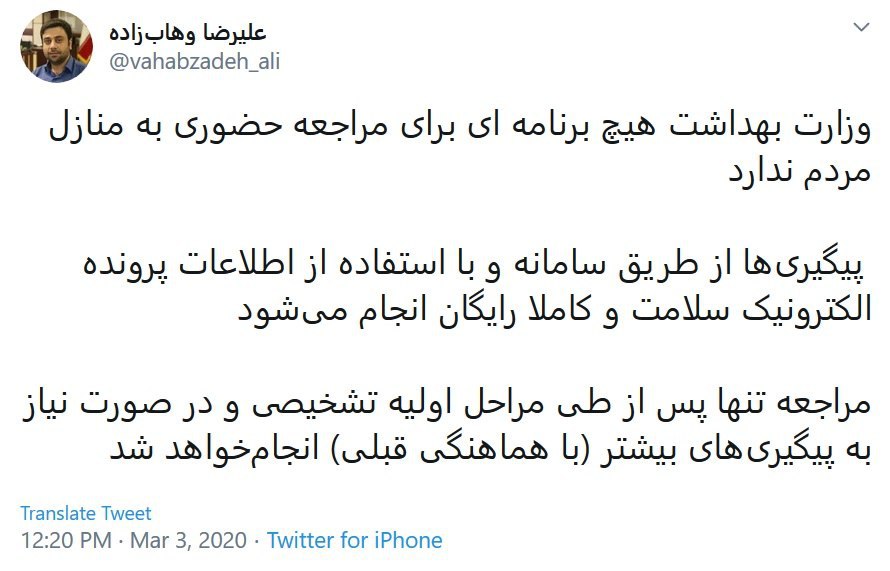 علیرضا وهاب‌زاده
@vahabzadeh_ali
وزارت بهداشت هیچ برنامه ای برای مراجعه حضوری به منازل
مردم ندارد
پیگیری‌ها از طریق سامانه و با استفاده از اطلاعات پرونده
الکترونیک سلامت و کاملا رایگان انجام می‌شود
مراجعه تنها پس از طی مراحل اولیه تشخیصی و در صورت نیاز
به پیگیری‌های بیشتر (با هماهنگی قبلی) انجام‌خواهد شد
Translate Tweet
12:20 PM · Mar 3, 2020 · Twitter for iPhone